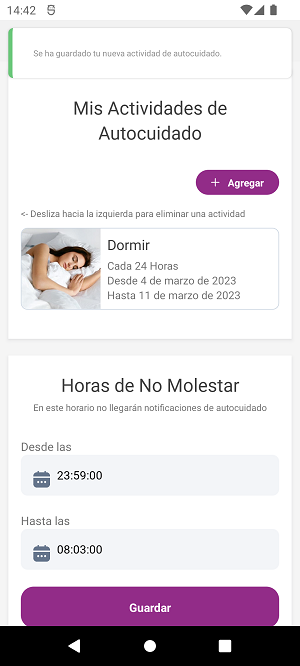 14:42
Se ha guardado tu nueva actividad de autocuidado.
Mis Actividades de
Autocuidado
+ Agregar
<- Desliza hacia la izquierda para eliminar una actividad
Dormir
Cada 24 Horas
Desde 4 de marzo de 2023
Hasta 11 de marzo de 2023
Horas de No Molestar
En este horario no llegarán notificaciones de autocuidado
Desde las
23:59:00
Hasta las
08:03:00
Guardar